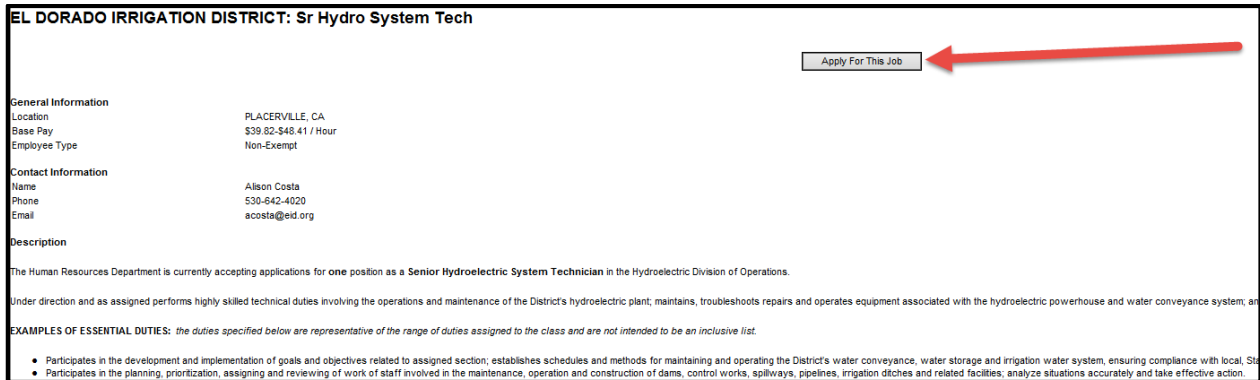 EL DORADO IRRIGATION DISTRICT: Sr Hydro System Tech
Apply For This Job
General Information
Location PLACERVILLE, CA
Base Pay $39.82-$48.41 / Hour
Employee Type Non-Exempt
Contact Information
Name Alison Costa
Phone 530-642-4020
Email acosta@eid.org
Description
The Human Resources Department is currently accepting applications for one position as a Senior Hydroelectric System Technician in the Hydroelectric Division of Operations.
Under direction and as assigned performs highly skilled technical duties involving the operations and maintenance of the District's hydroelectric plant; maintains, troubleshoots repairs and operates equipment associated with the hydroelectric powerhouse and water conveyance system; an
EXAMPLES OF ESSENTIAL DUTIES: the duties specified below are representative of the range of duties assigned to the class and are not intended to be an inclusive list.
● Participates in the development and implementation of goals and objectives related to assigned section; establishes schedules and methods for maintaining and operating the District's water conveyance, water storage and irrigation water system, ensuring compliance with local, Sta
● Participates in the planning, prioritization, assigning and reviewing of work of staff involved in the maintenance, operation and construction of dams, control works, spillways, pipelines, irrigation ditches and related facilities; analyze situations accurately and take effective action.